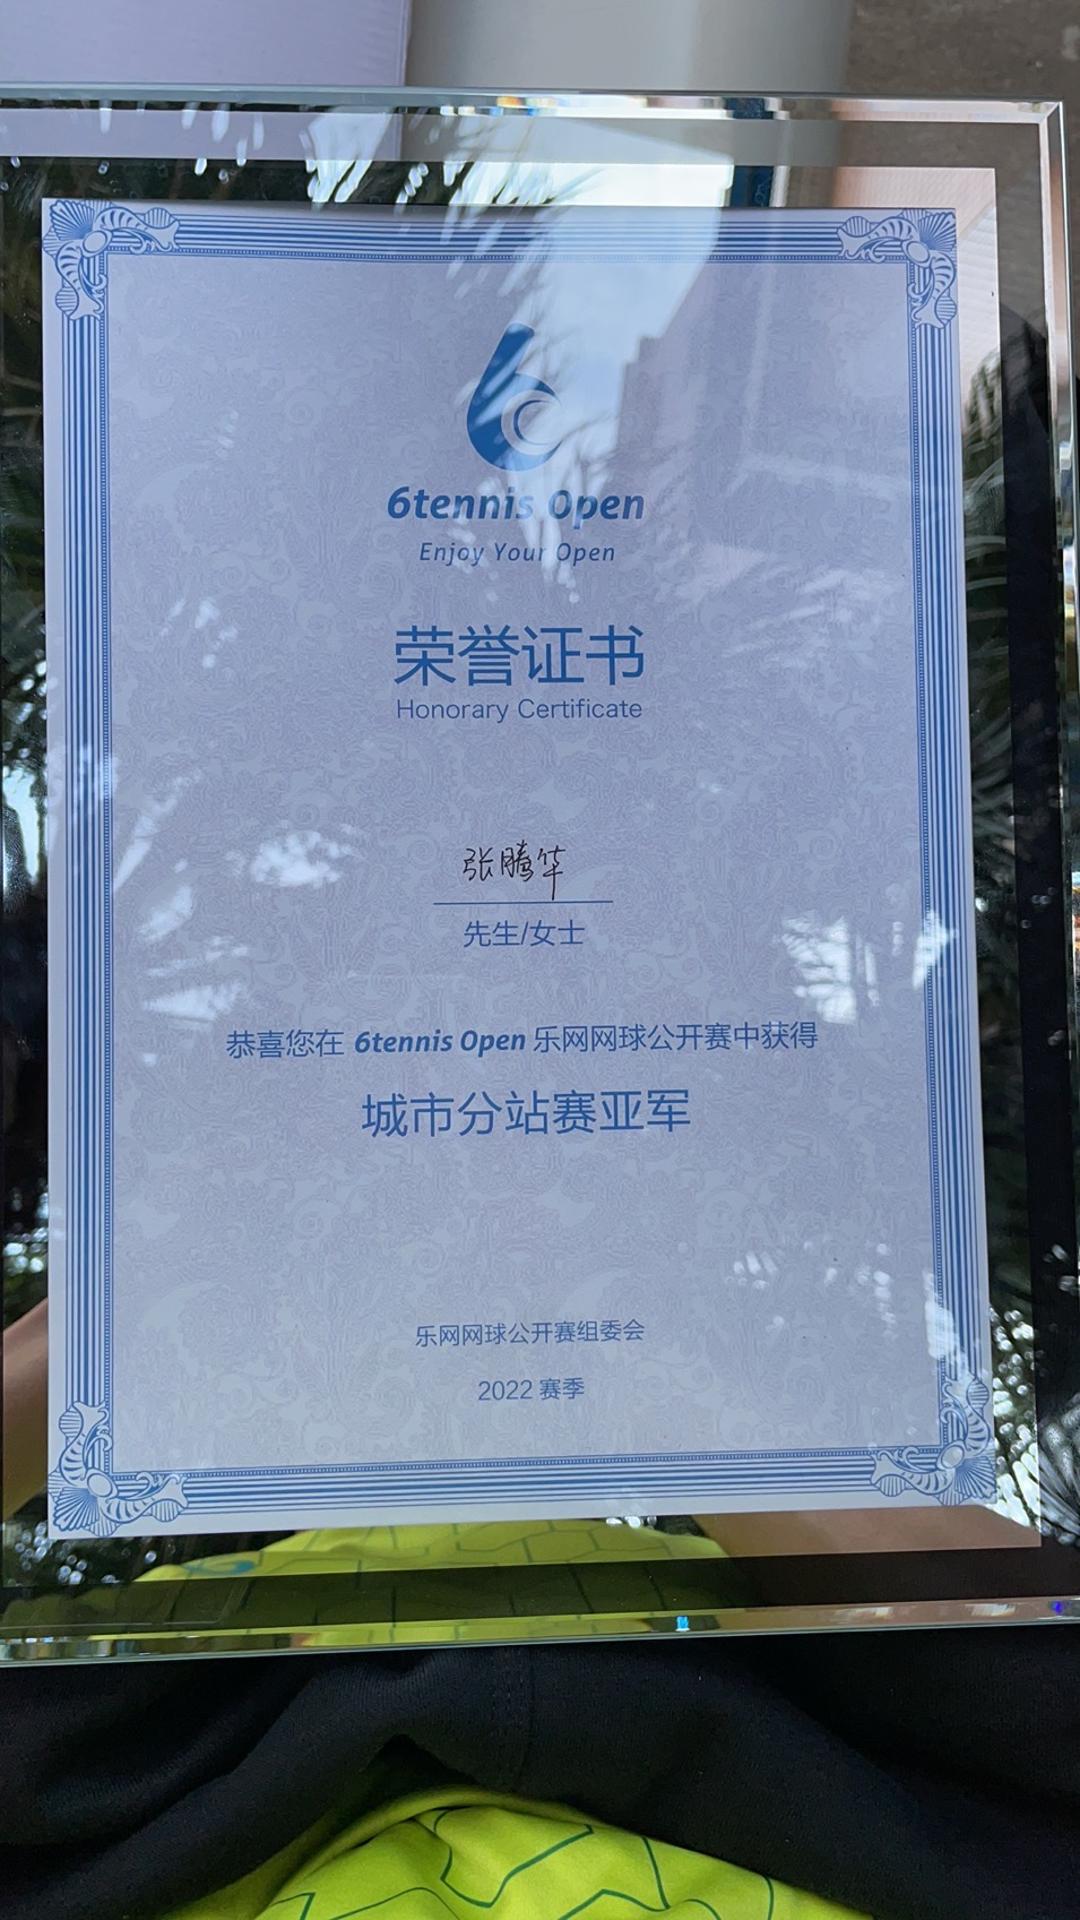 6tennis Open
Enjoy Your Open
荣誉证书
Honorary Certificate
张腾华
先生/女士
恭喜您在 6tennis Open 乐网网球公开赛中获得
城市分站赛亚军
乐网网球公开赛组委会
2022 赛季